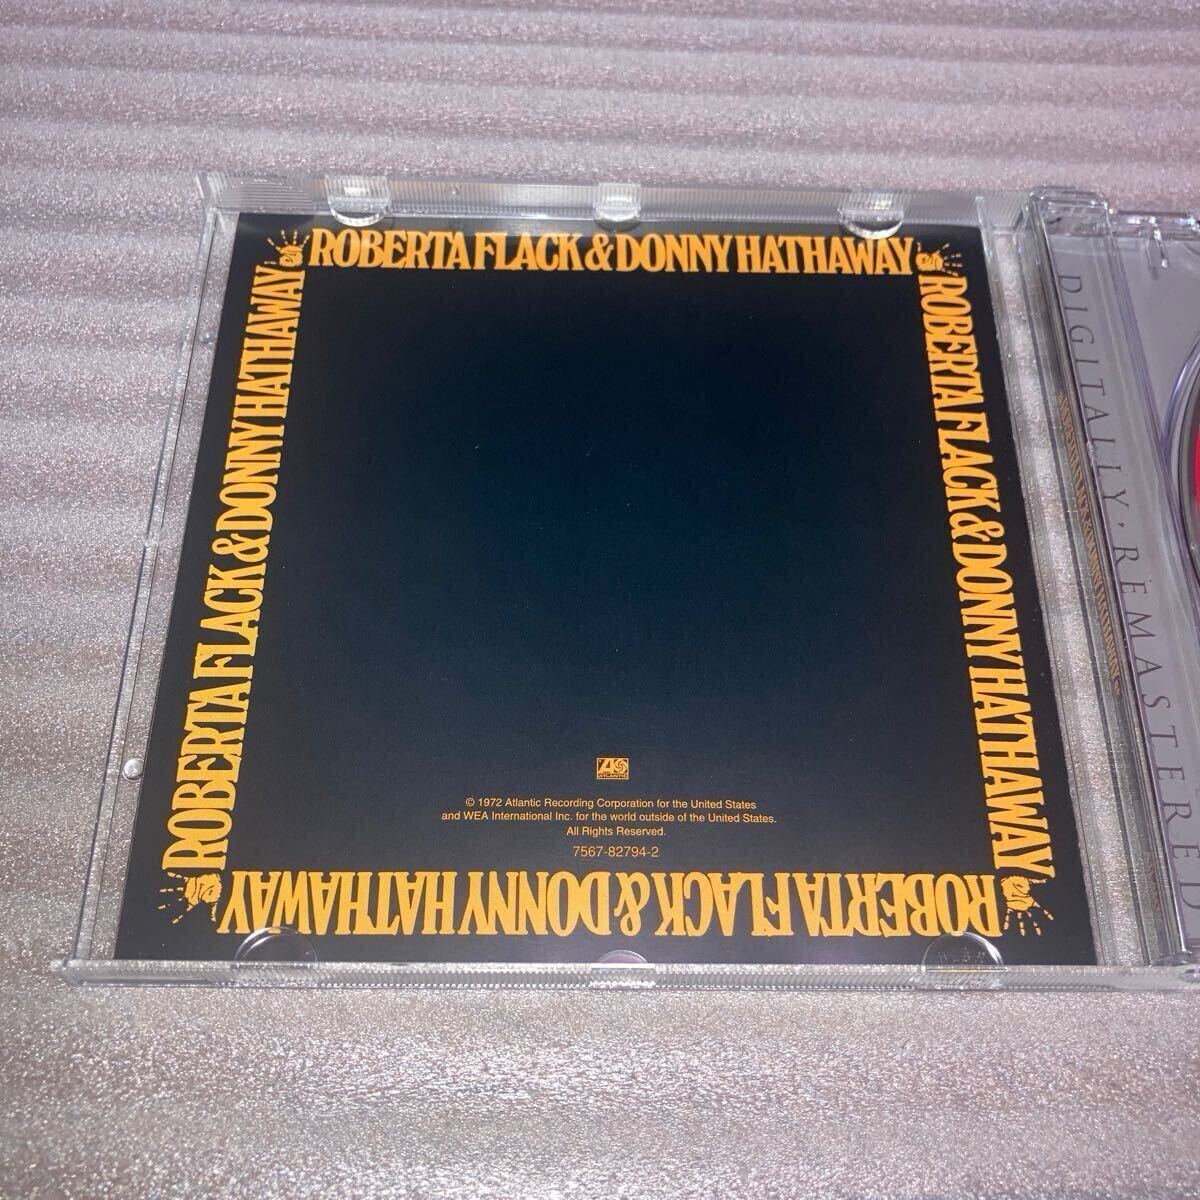 ROBERTA FLACK & DONNY HATHAWAY
ROBERTA FLACK & DONNY HATHAWAY
ROBERTA FLACK & DONNY HATHAWAY
ROBERTA FLACK & DONNY HATHAWAY
ATLANTIC
© 1972 Atlantic Recording Corporation for the United States
and WEA International Inc. for the world outside of the United States.
All Rights Reserved.
7567-82794-2
DIGITALLY·REMASTERED